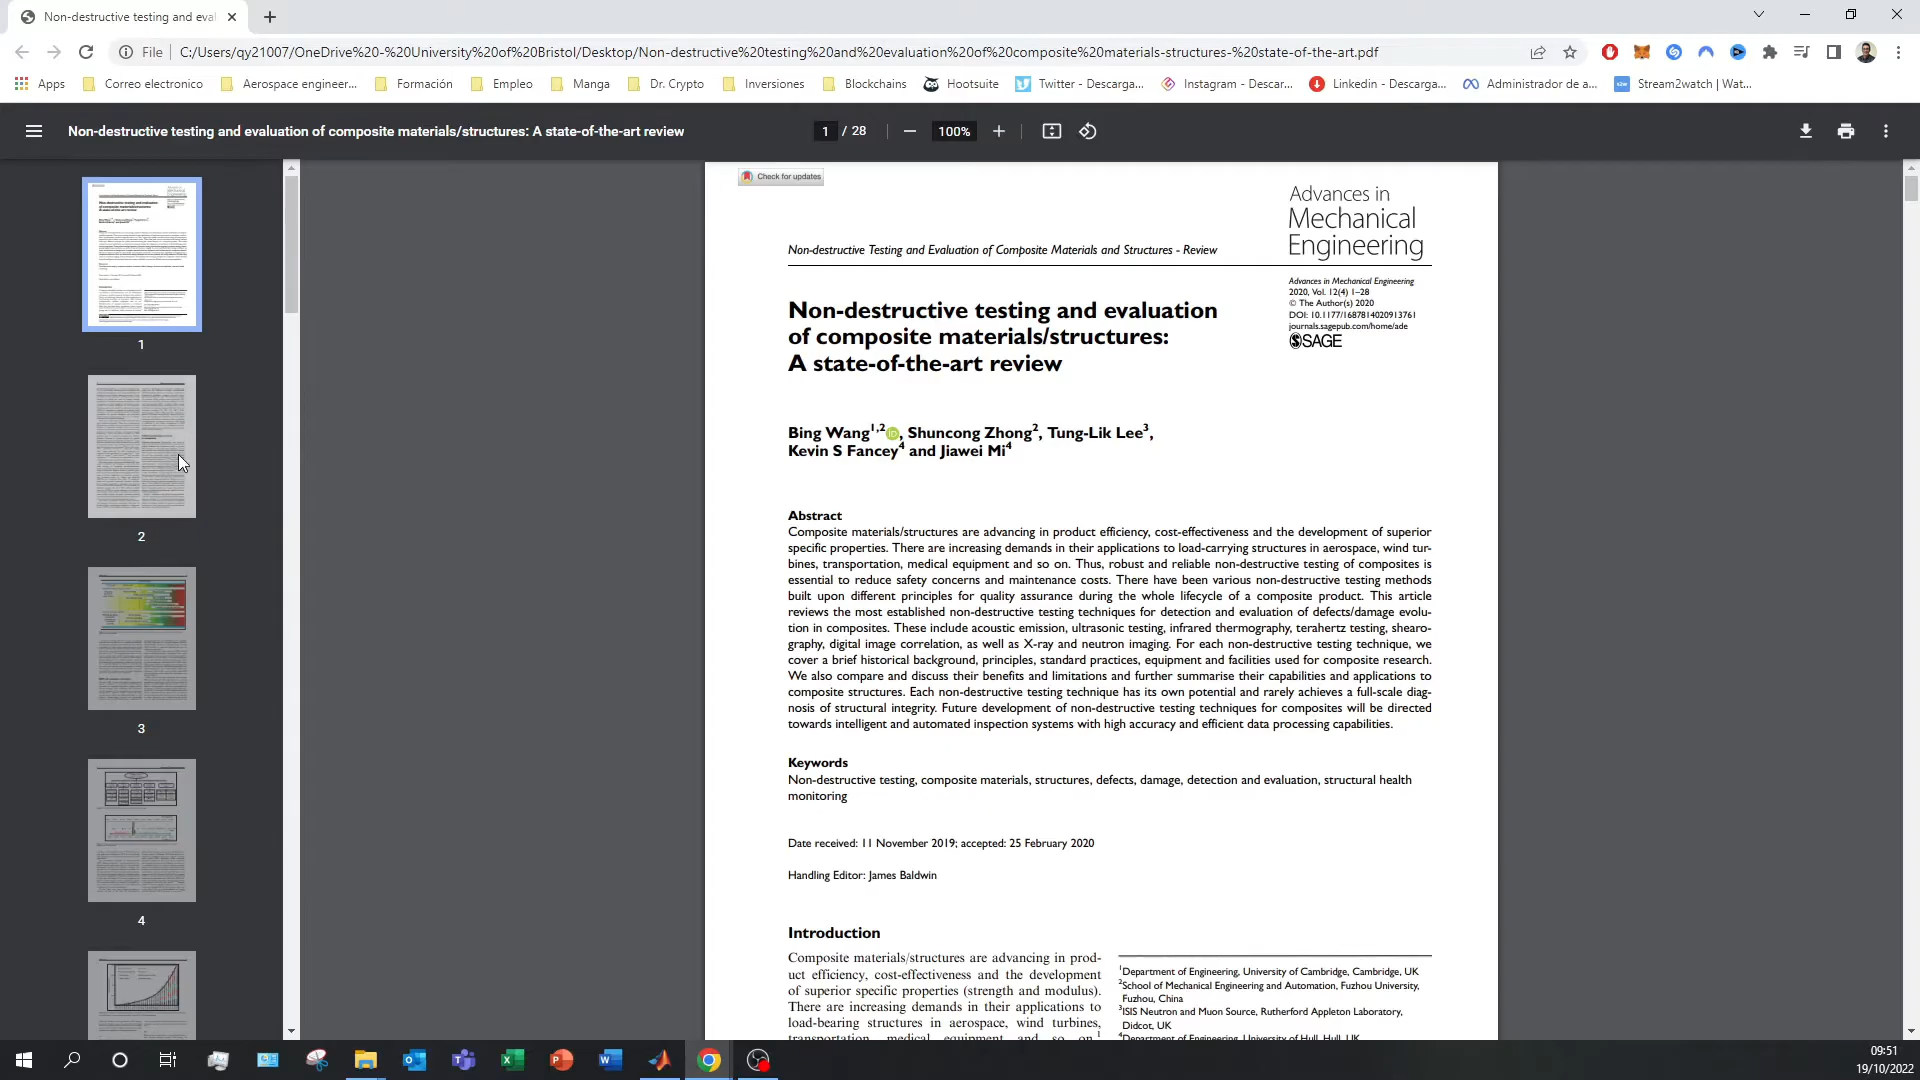 Non-destructive testing and eval
File | C:/Users/qy21007/OneDrive%20-%20University%20of%20Bristol/Desktop/Non-destructive%20testing%20and%20evaluation%20of%20composite%20materials-structures-%20state-of-the-art.pdf
Apps Correo electronico Aerospace engineer... Formación Empleo Manga Dr. Crypto Inversiones Blockchains Hootsuite Twitter - Descarga... Instagram - Descar... Linkedin - Descarga... Administrador de a... Stream2watch | Wat...
Non-destructive testing and evaluation of composite materials/structures: A state-of-the-art review
1 / 28
100%
1
2
3
4
Check for updates
Advances in
Mechanical
Engineering
Non-destructive Testing and Evaluation of Composite Materials and Structures - Review
Advances in Mechanical Engineering
2020, Vol. 12(4) 1–28
© The Author(s) 2020
DOI: 10.1177/1687814020913761
journals.sagepub.com/home/ade
SAGE
Non-destructive testing and evaluation
of composite materials/structures:
A state-of-the-art review
Bing Wang1,2 iD, Shuncong Zhong2, Tung-Lik Lee3,
Kevin S Fancey4 and Jiawei Mi4
Abstract
Composite materials/structures are advancing in product efficiency, cost-effectiveness and the development of superior
specific properties. There are increasing demands in their applications to load-carrying structures in aerospace, wind tur-
bines, transportation, medical equipment and so on. Thus, robust and reliable non-destructive testing of composites is
essential to reduce safety concerns and maintenance costs. There have been various non-destructive testing methods
built upon different principles for quality assurance during the whole lifecycle of a composite product. This article
reviews the most established non-destructive testing techniques for detection and evaluation of defects/damage evolu-
tion in composites. These include acoustic emission, ultrasonic testing, infrared thermography, terahertz testing, shearo-
graphy, digital image correlation, as well as X-ray and neutron imaging. For each non-destructive testing technique, we
cover a brief historical background, principles, standard practices, equipment and facilities used for composite research.
We also compare and discuss their benefits and limitations and further summarise their capabilities and applications to
composite structures. Each non-destructive testing technique has its own potential and rarely achieves a full-scale diag-
nosis of structural integrity. Future development of non-destructive testing techniques for composites will be directed
towards intelligent and automated inspection systems with high accuracy and efficient data processing capabilities.
Keywords
Non-destructive testing, composite materials, structures, defects, damage, detection and evaluation, structural health
monitoring
Date received: 11 November 2019; accepted: 25 February 2020
Handling Editor: James Baldwin
Introduction
Composite materials/structures are advancing in prod-
uct efficiency, cost-effectiveness and the development
of superior specific properties (strength and modulus).
There are increasing demands in their applications to
load-bearing structures in aerospace, wind turbines,
transportation, medical equipment and so on.1
1Department of Engineering, University of Cambridge, Cambridge, UK
2School of Mechanical Engineering and Automation, Fuzhou University,
Fuzhou, China
3ISIS Neutron and Muon Source, Rutherford Appleton Laboratory,
Didcot, UK
4Department of Engineering, University of Hull, Hull, UK
09:51
19/10/2022